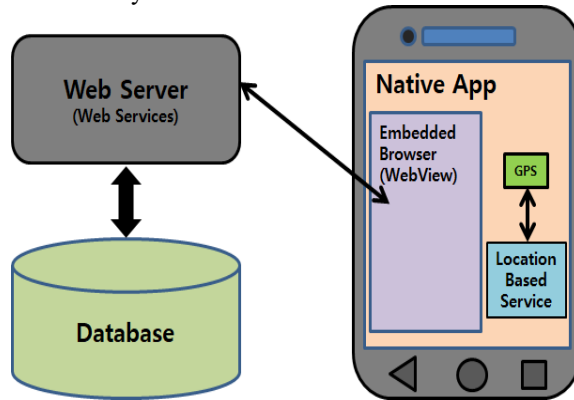 Web Server
(Web Services)
Database
Native App
Embedded
Browser
(WebView)
GPS
Location
Based
Service